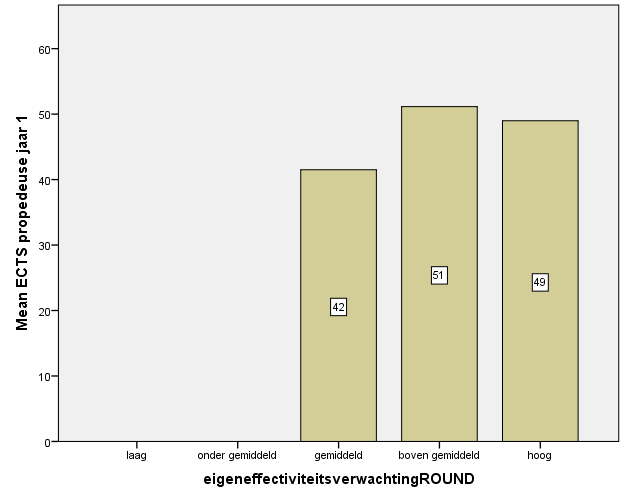 Mean ECTS propedeuse jaar 1
60
50
40
30
20
10
0
42
51
49
laag
onder gemiddeld
gemiddeld
boven gemiddeld
hoog
eigeneffectiviteitsverwachtingROUND